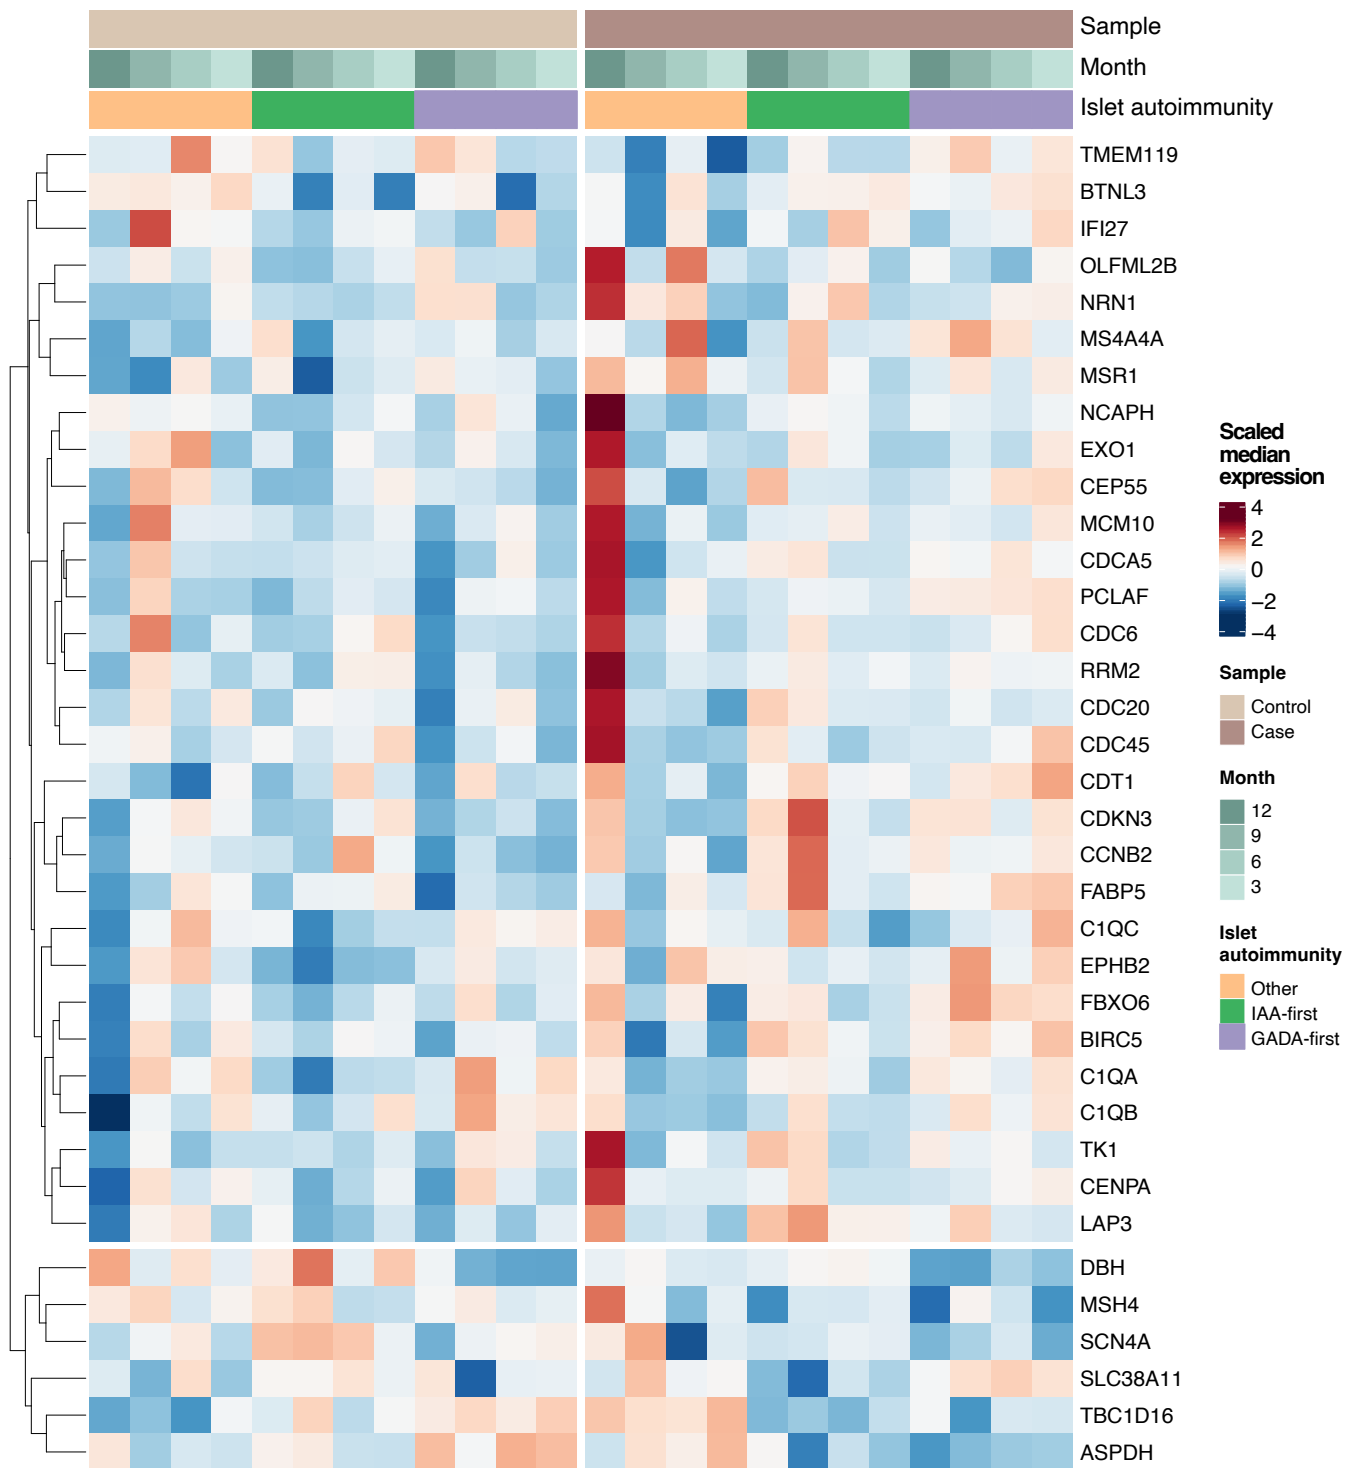 Sample
Month
Islet autoimmunity
TMEM119
BTNL3
IFI27
OLFML2B
NRN1
MS4A4A
MSR1
NCAPH
EXO1
CEP55
MCM10
CDCA5
PCLAF
CDC6
RRM2
CDC20
CDC45
CDT1
CDKN3
CCNB2
FABP5
C1QC
EPHB2
FBXO6
BIRC5
C1QA
C1QB
TK1
CENPA
LAP3
DBH
MSH4
SCN4A
SLC38A11
TBC1D16
ASPDH
Scaled
median
expression
4
2
0
−2
−4
Sample
Control
Case
Month
12
9
6
3
Islet
autoimmunity
Other
IAA-first
GADA-first